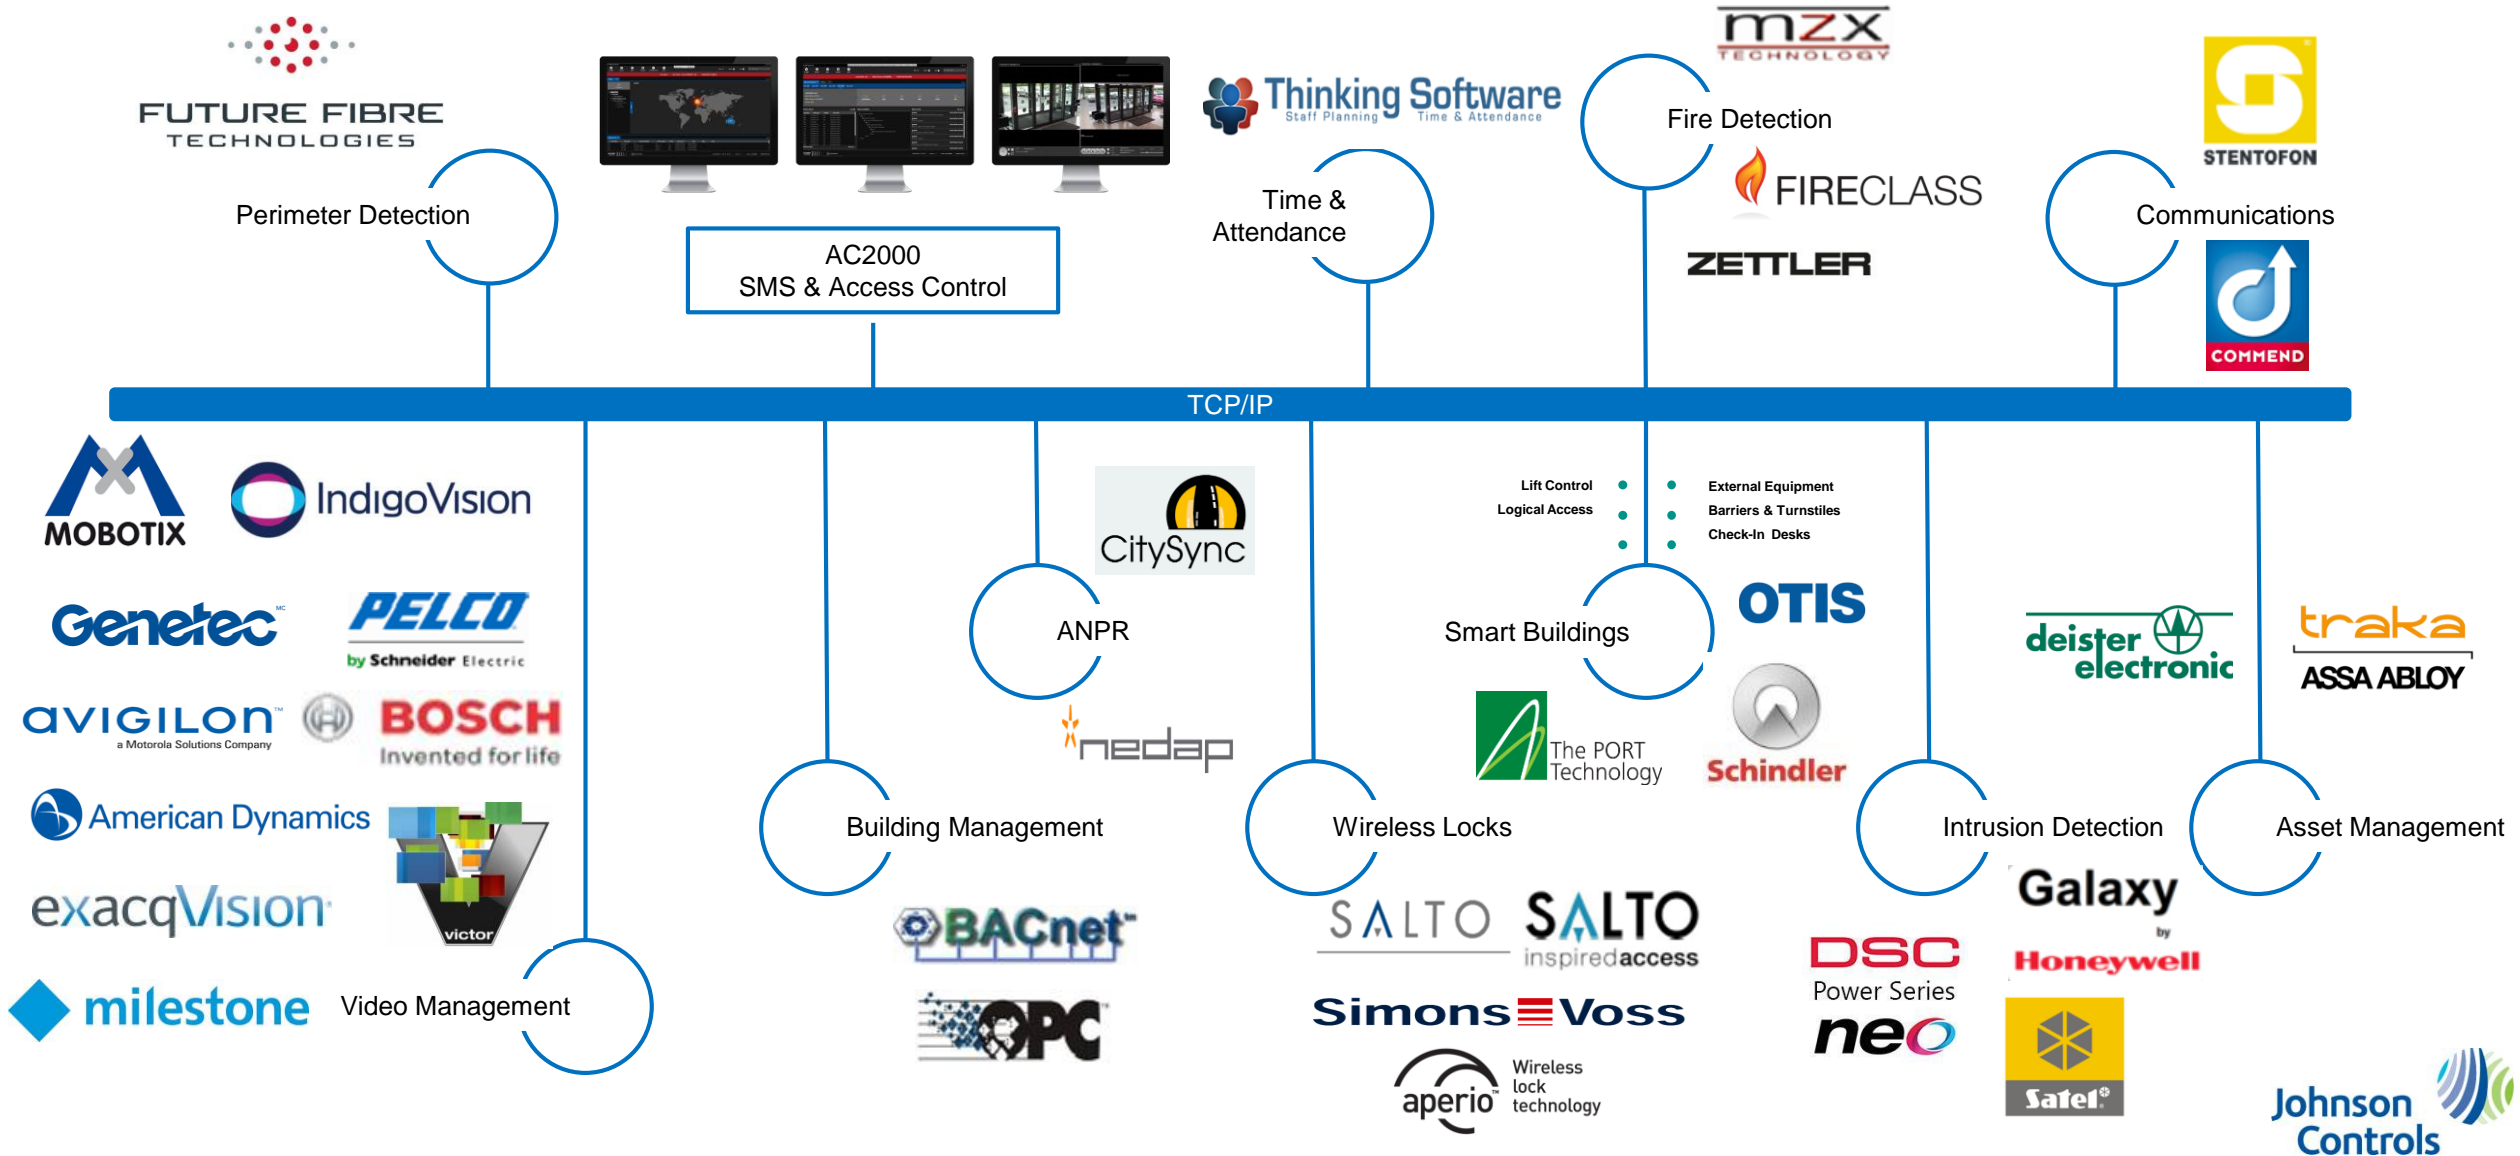 FUTURE FIBRE
TECHNOLOGIES
Perimeter Detection
AC2000
SMS & Access Control
Thinking Software
Staff Planning Time & Attendance
Time &
Attendance
mzx
TECHNOLOGY
Fire Detection
FIRECLASS
ZETTLER
STENTOFON
Communications
COMMEND
TCP/IP
MOBOTIX
IndigoVision
Genetec MC
PELCO
by Schneider Electric
avigilon™
a Motorola Solutions Company
BOSCH
Invented for life
American Dynamics
victor
exacqVision
milestone
Video Management
Building Management
BACnet™
OPC
CitySync
ANPR
nedap
Wireless Locks
SALTO
SALTO
inspiredaccess
Simons Voss
aperio™
Wireless
lock
technology
Lift Control
Logical Access
External Equipment
Barriers & Turnstiles
Check-In Desks
Smart Buildings
OTIS
The PORT
Technology
Schindler
Intrusion Detection
DSC
Power Series
neo
Galaxy
by
Honeywell
Satel®
deister
electronic
traka
ASSA ABLOY
Asset Management
Johnson
Controls